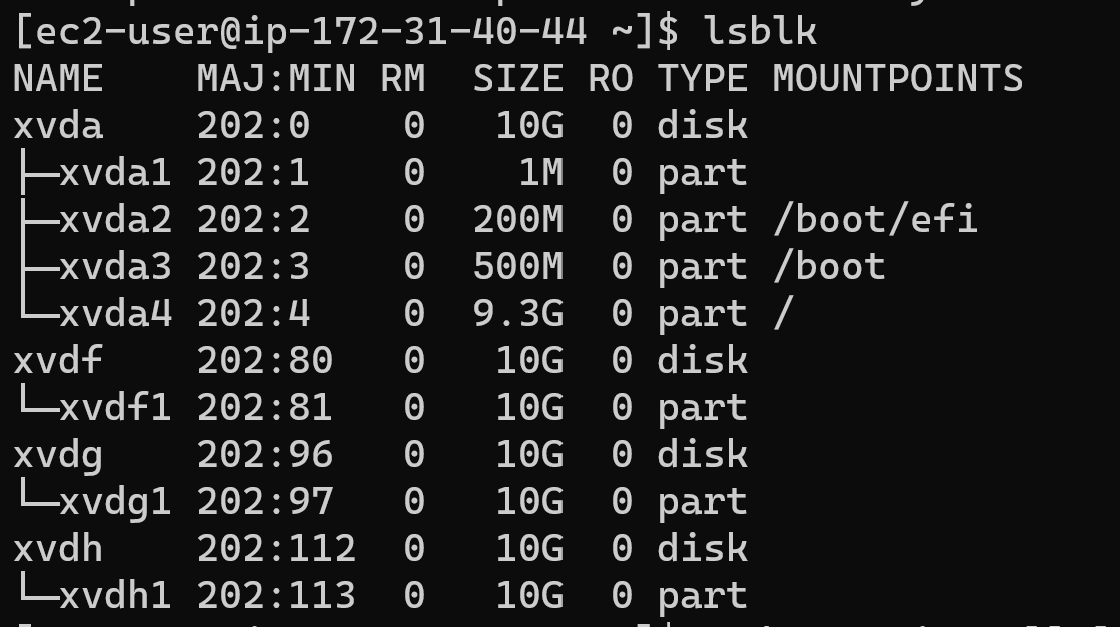 [ec2-user@ip-172-31-40-44 ~]$ lsblk
NAME    MAJ:MIN RM  SIZE RO TYPE MOUNTPOINTS
xvda    202:0    0   10G  0 disk
├─xvda1 202:1    0    1M  0 part
├─xvda2 202:2    0  200M  0 part /boot/efi
├─xvda3 202:3    0  500M  0 part /boot
└─xvda4 202:4    0  9.3G  0 part /
xvdf    202:80   0   10G  0 disk
└─xvdf1 202:81   0   10G  0 part
xvdg    202:96   0   10G  0 disk
└─xvdg1 202:97   0   10G  0 part
xvdh    202:112  0   10G  0 disk
└─xvdh1 202:113  0   10G  0 part